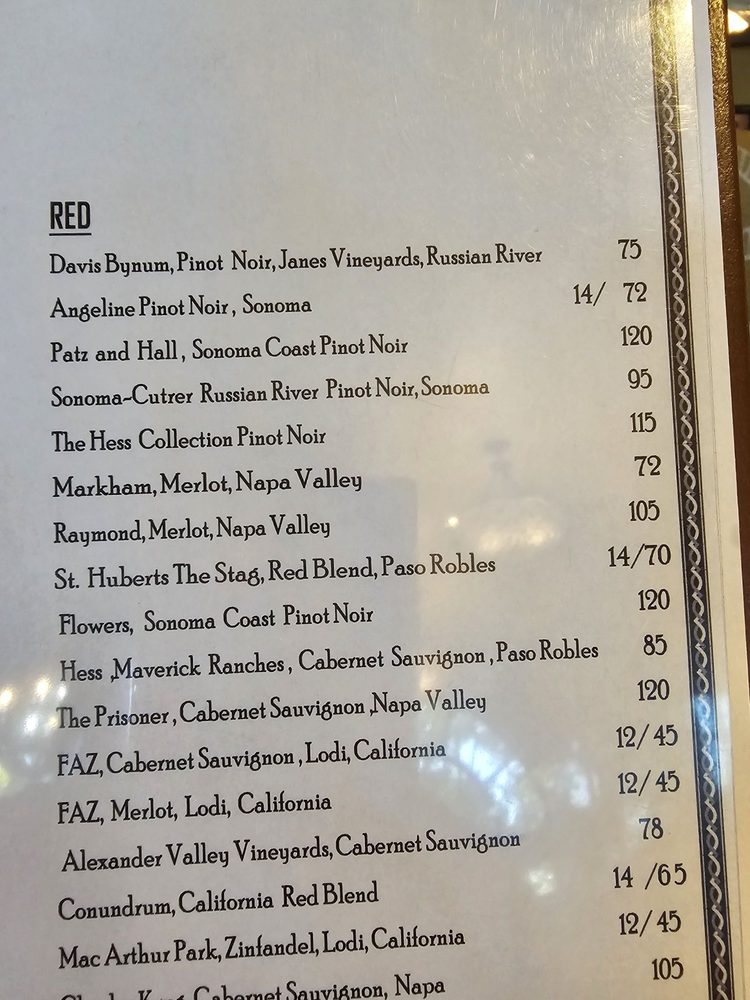 RED
Davis Bynum, Pinot Noir, Janes Vineyards, Russian River 75
Angeline Pinot Noir, Sonoma 14/ 72
Patz and Hall, Sonoma Coast Pinot Noir 120
Sonoma-Cutrer Russian River Pinot Noir, Sonoma 95
The Hess Collection Pinot Noir 115
Markham, Merlot, Napa Valley 72
Raymond, Merlot, Napa Valley 105
St. Huberts The Stag, Red Blend, Paso Robles 14/70
Flowers, Sonoma Coast Pinot Noir 120
Hess ,Maverick Ranches, Cabernet Sauvignon, Paso Robles 85
The Prisoner, Cabernet Sauvignon ,Napa Valley 120
FAZ, Cabernet Sauvignon, Lodi, California 12/ 45
FAZ, Merlot, Lodi, California 12/ 45
Alexander Valley Vineyards, Cabernet Sauvignon 78
Conundrum, California Red Blend 14 /65
Mac Arthur Park, Zinfandel, Lodi, California 12/ 45
Cabernet Sauvignon, Napa 105